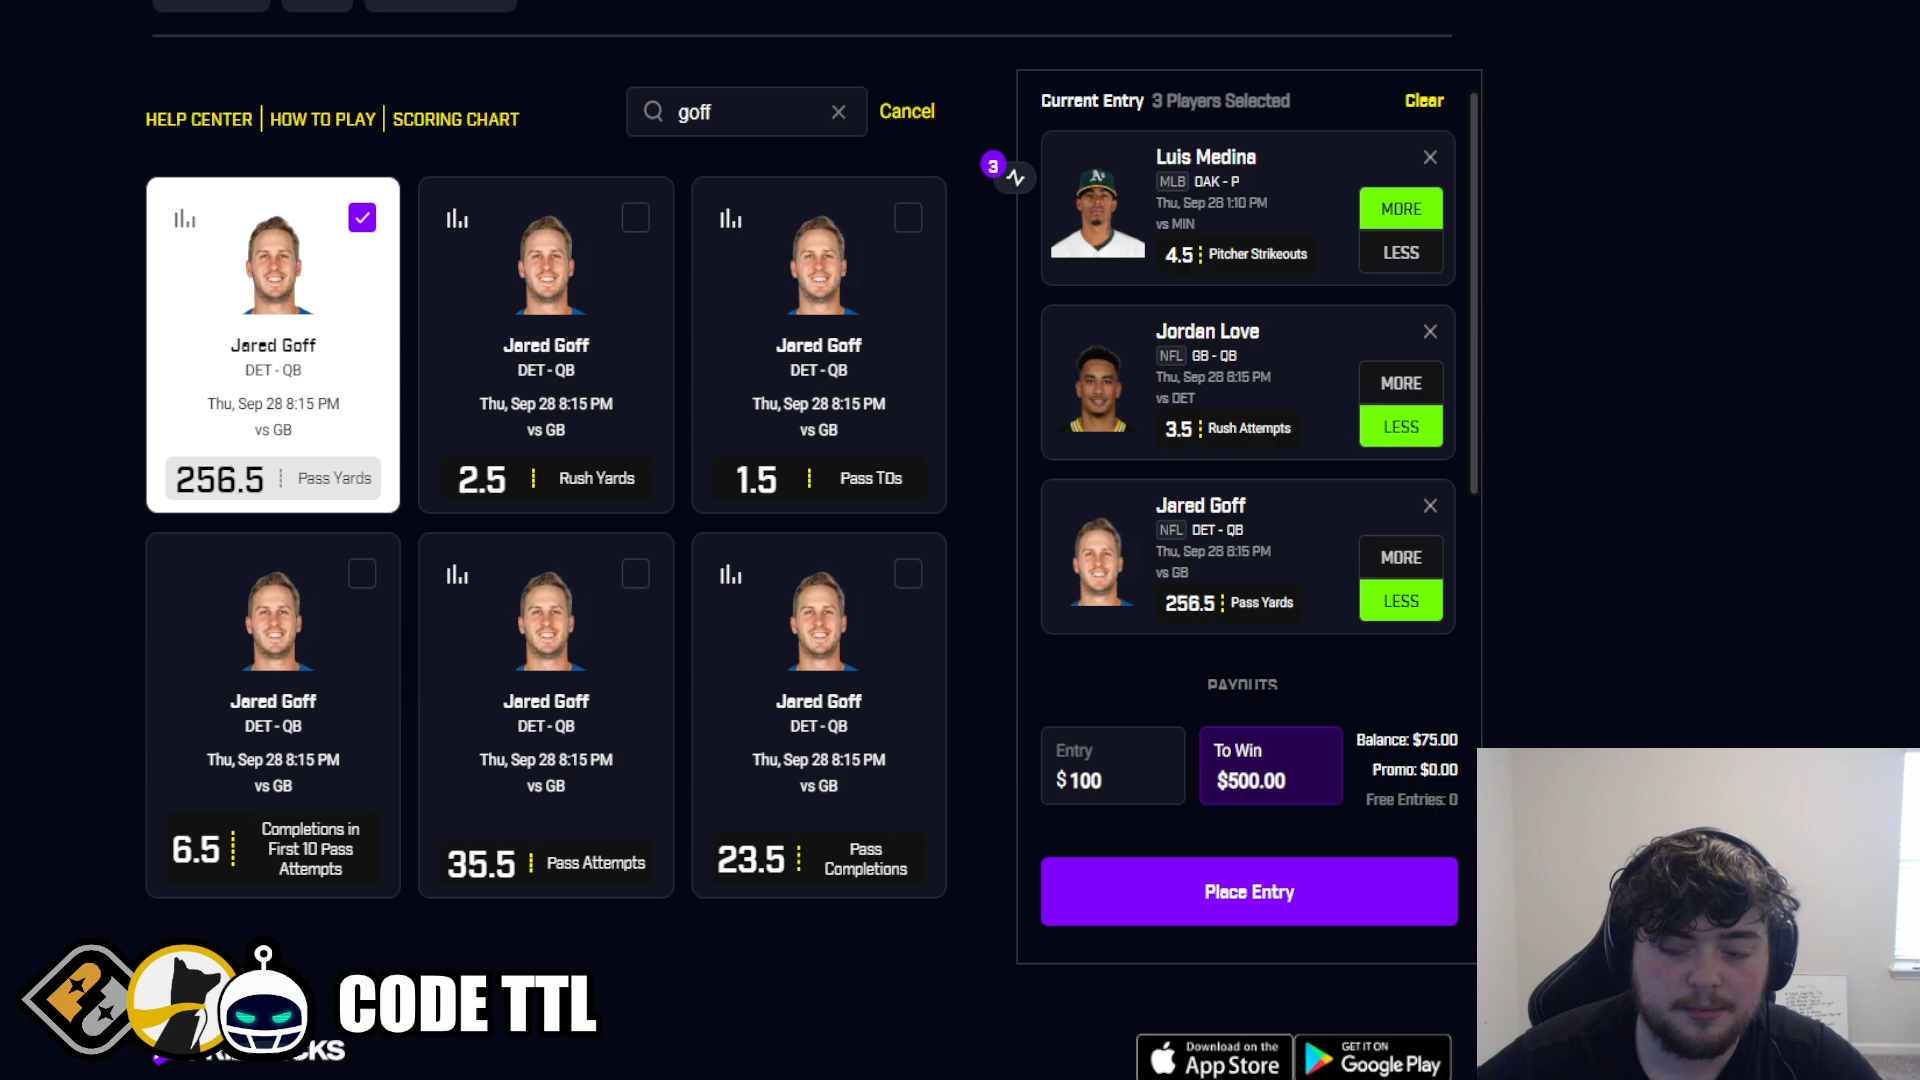 HELP CENTER | HOW TO PLAY | SCORING CHART
goff
Cancel
Jared Goff
DET - QB
Thu, Sep 28 8:15 PM
vs GB
256.5 Pass Yards
Jared Goff
DET - QB
Thu, Sep 28 8:15 PM
vs GB
2.5 Rush Yards
Jared Goff
DET - QB
Thu, Sep 28 8:15 PM
vs GB
1.5 Pass TDs
Jared Goff
DET - QB
Thu, Sep 28 8:15 PM
vs GB
6.5 Completions in
First 10 Pass
Attempts
Jared Goff
DET - QB
Thu, Sep 28 8:15 PM
vs GB
35.5 Pass Attempts
Jared Goff
DET - QB
Thu, Sep 28 8:15 PM
vs GB
23.5 Pass
Completions
3
Current Entry 3 Players Selected
Clear
Luis Medina
MLB OAK - P
Thu, Sep 28 1:10 PM
vs MIN
4.5 Pitcher Strikeouts
MORE
LESS
Jordan Love
NFL GB - QB
Thu, Sep 28 8:15 PM
vs DET
3.5 Rush Attempts
MORE
LESS
Jared Goff
NFL DET - QB
Thu, Sep 28 8:15 PM
vs GB
256.5 Pass Yards
MORE
LESS
PAYOUTS
Entry
$ 100
To Win
$500.00
Balance: $75.00
Promo: $0.00
Free Entries: 0
Place Entry
CODE TTL
Download on the
App Store
GET IT ON
Google Play